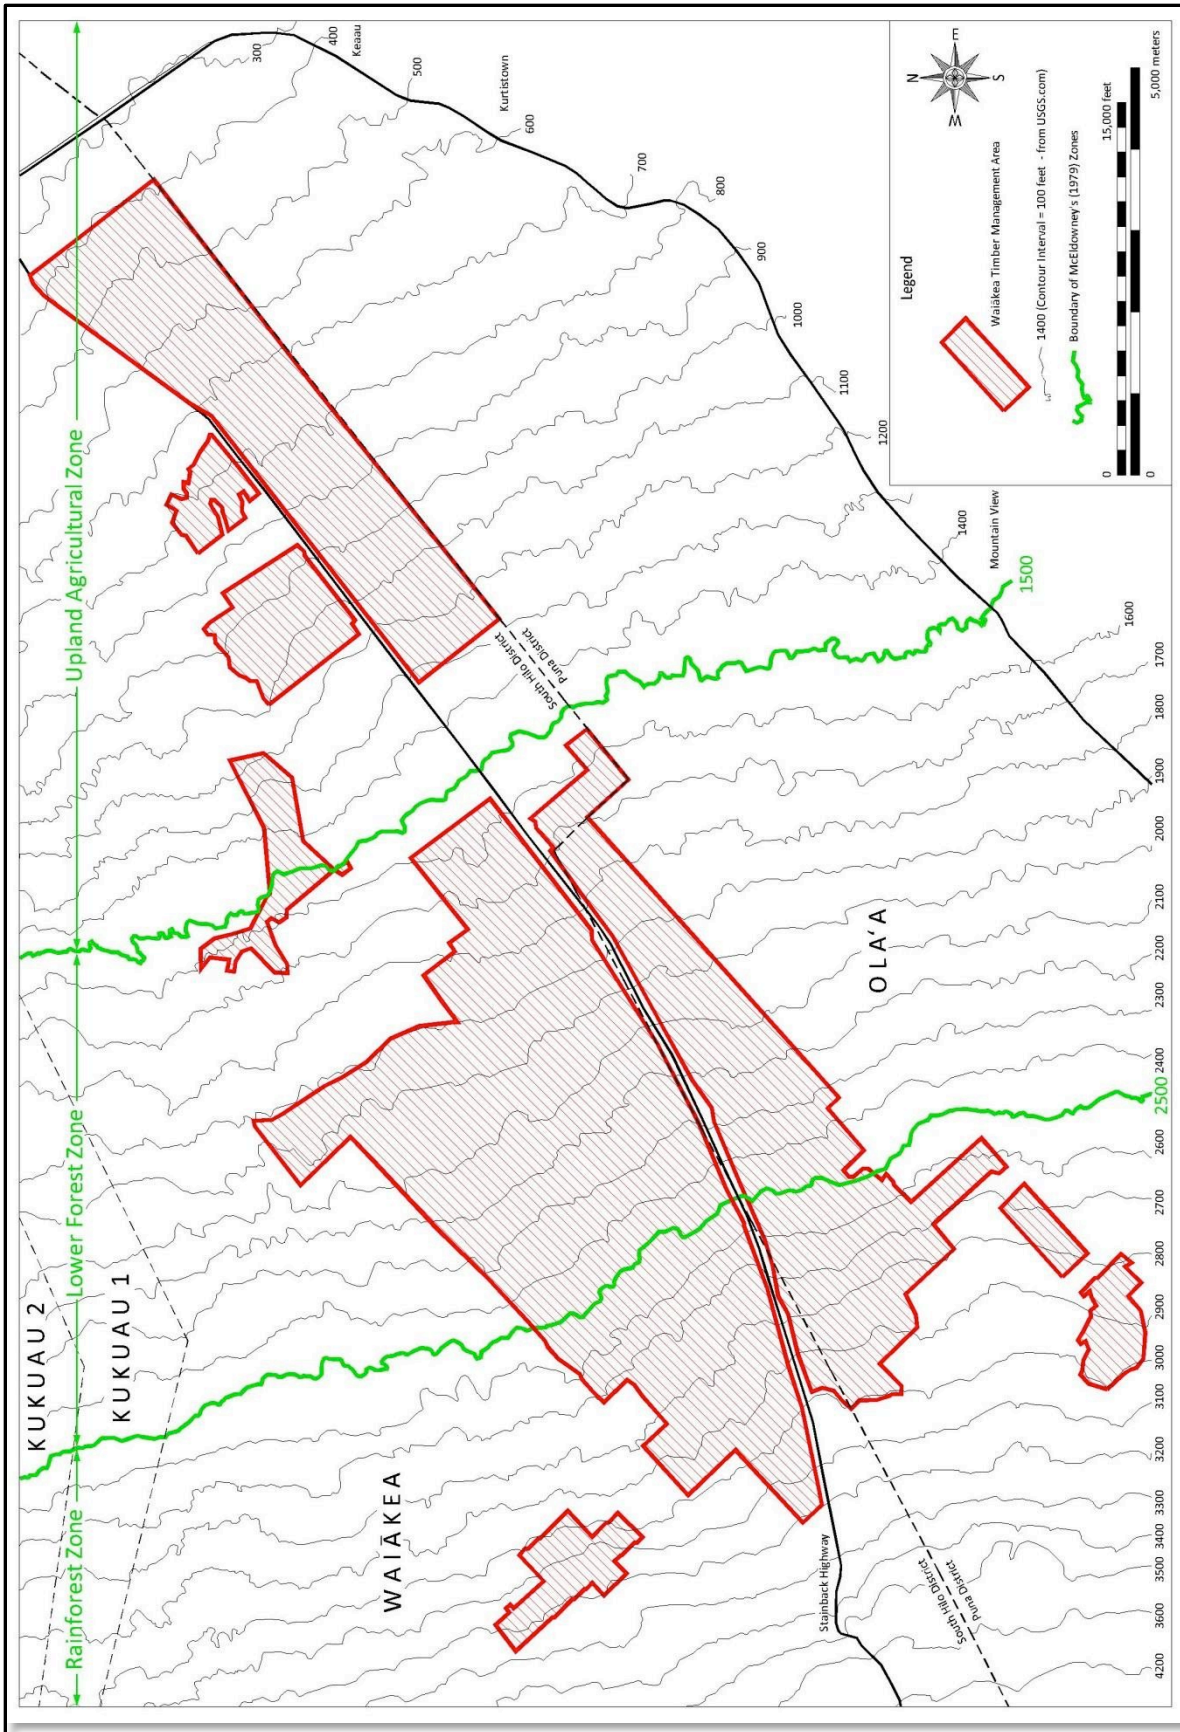 Rainforest Zone
Lower Forest Zone
Upland Agricultural Zone
KUKUAU 2
KUKUAU 1
WAIĀKEA
OLA'A
Stainback Highway
South Hilo District
Puna District
South Hilo District
Puna District
300
400
Keaau
500
Kurtistown
600
700
800
900
1000
1100
1200
1400
Mountain View
1500
1600
1700
1800
1900
2000
2100
2200
2300
2400
2500
2600
2700
2800
2900
3000
3100
3200
3300
3400
3500
3600
4200
Legend
Waiākea Timber Management Area
1400 (Contour Interval = 100 feet - from USGS.com)
Boundary of McEldowney's (1979) Zones
N
E
S
W
0
15,000 feet
0
5,000 meters